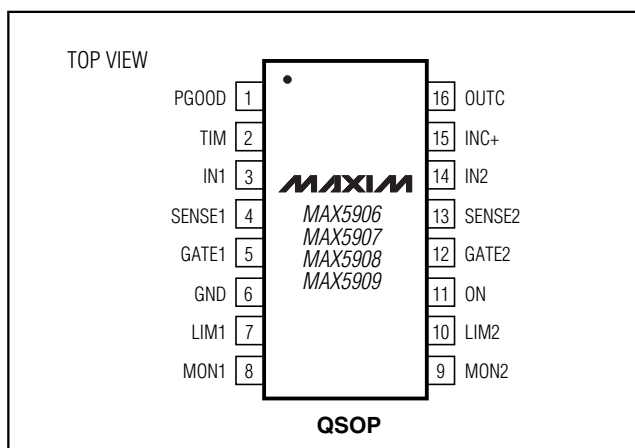 TOP VIEW
PGOOD 1
TIM 2
IN1 3
SENSE1 4
GATE1 5
GND 6
LIM1 7
MON1 8
MAXIM
MAX5906
MAX5907
MAX5908
MAX5909
16 OUTC
15 INC+
14 IN2
13 SENSE2
12 GATE2
11 ON
10 LIM2
9 MON2
QSOP